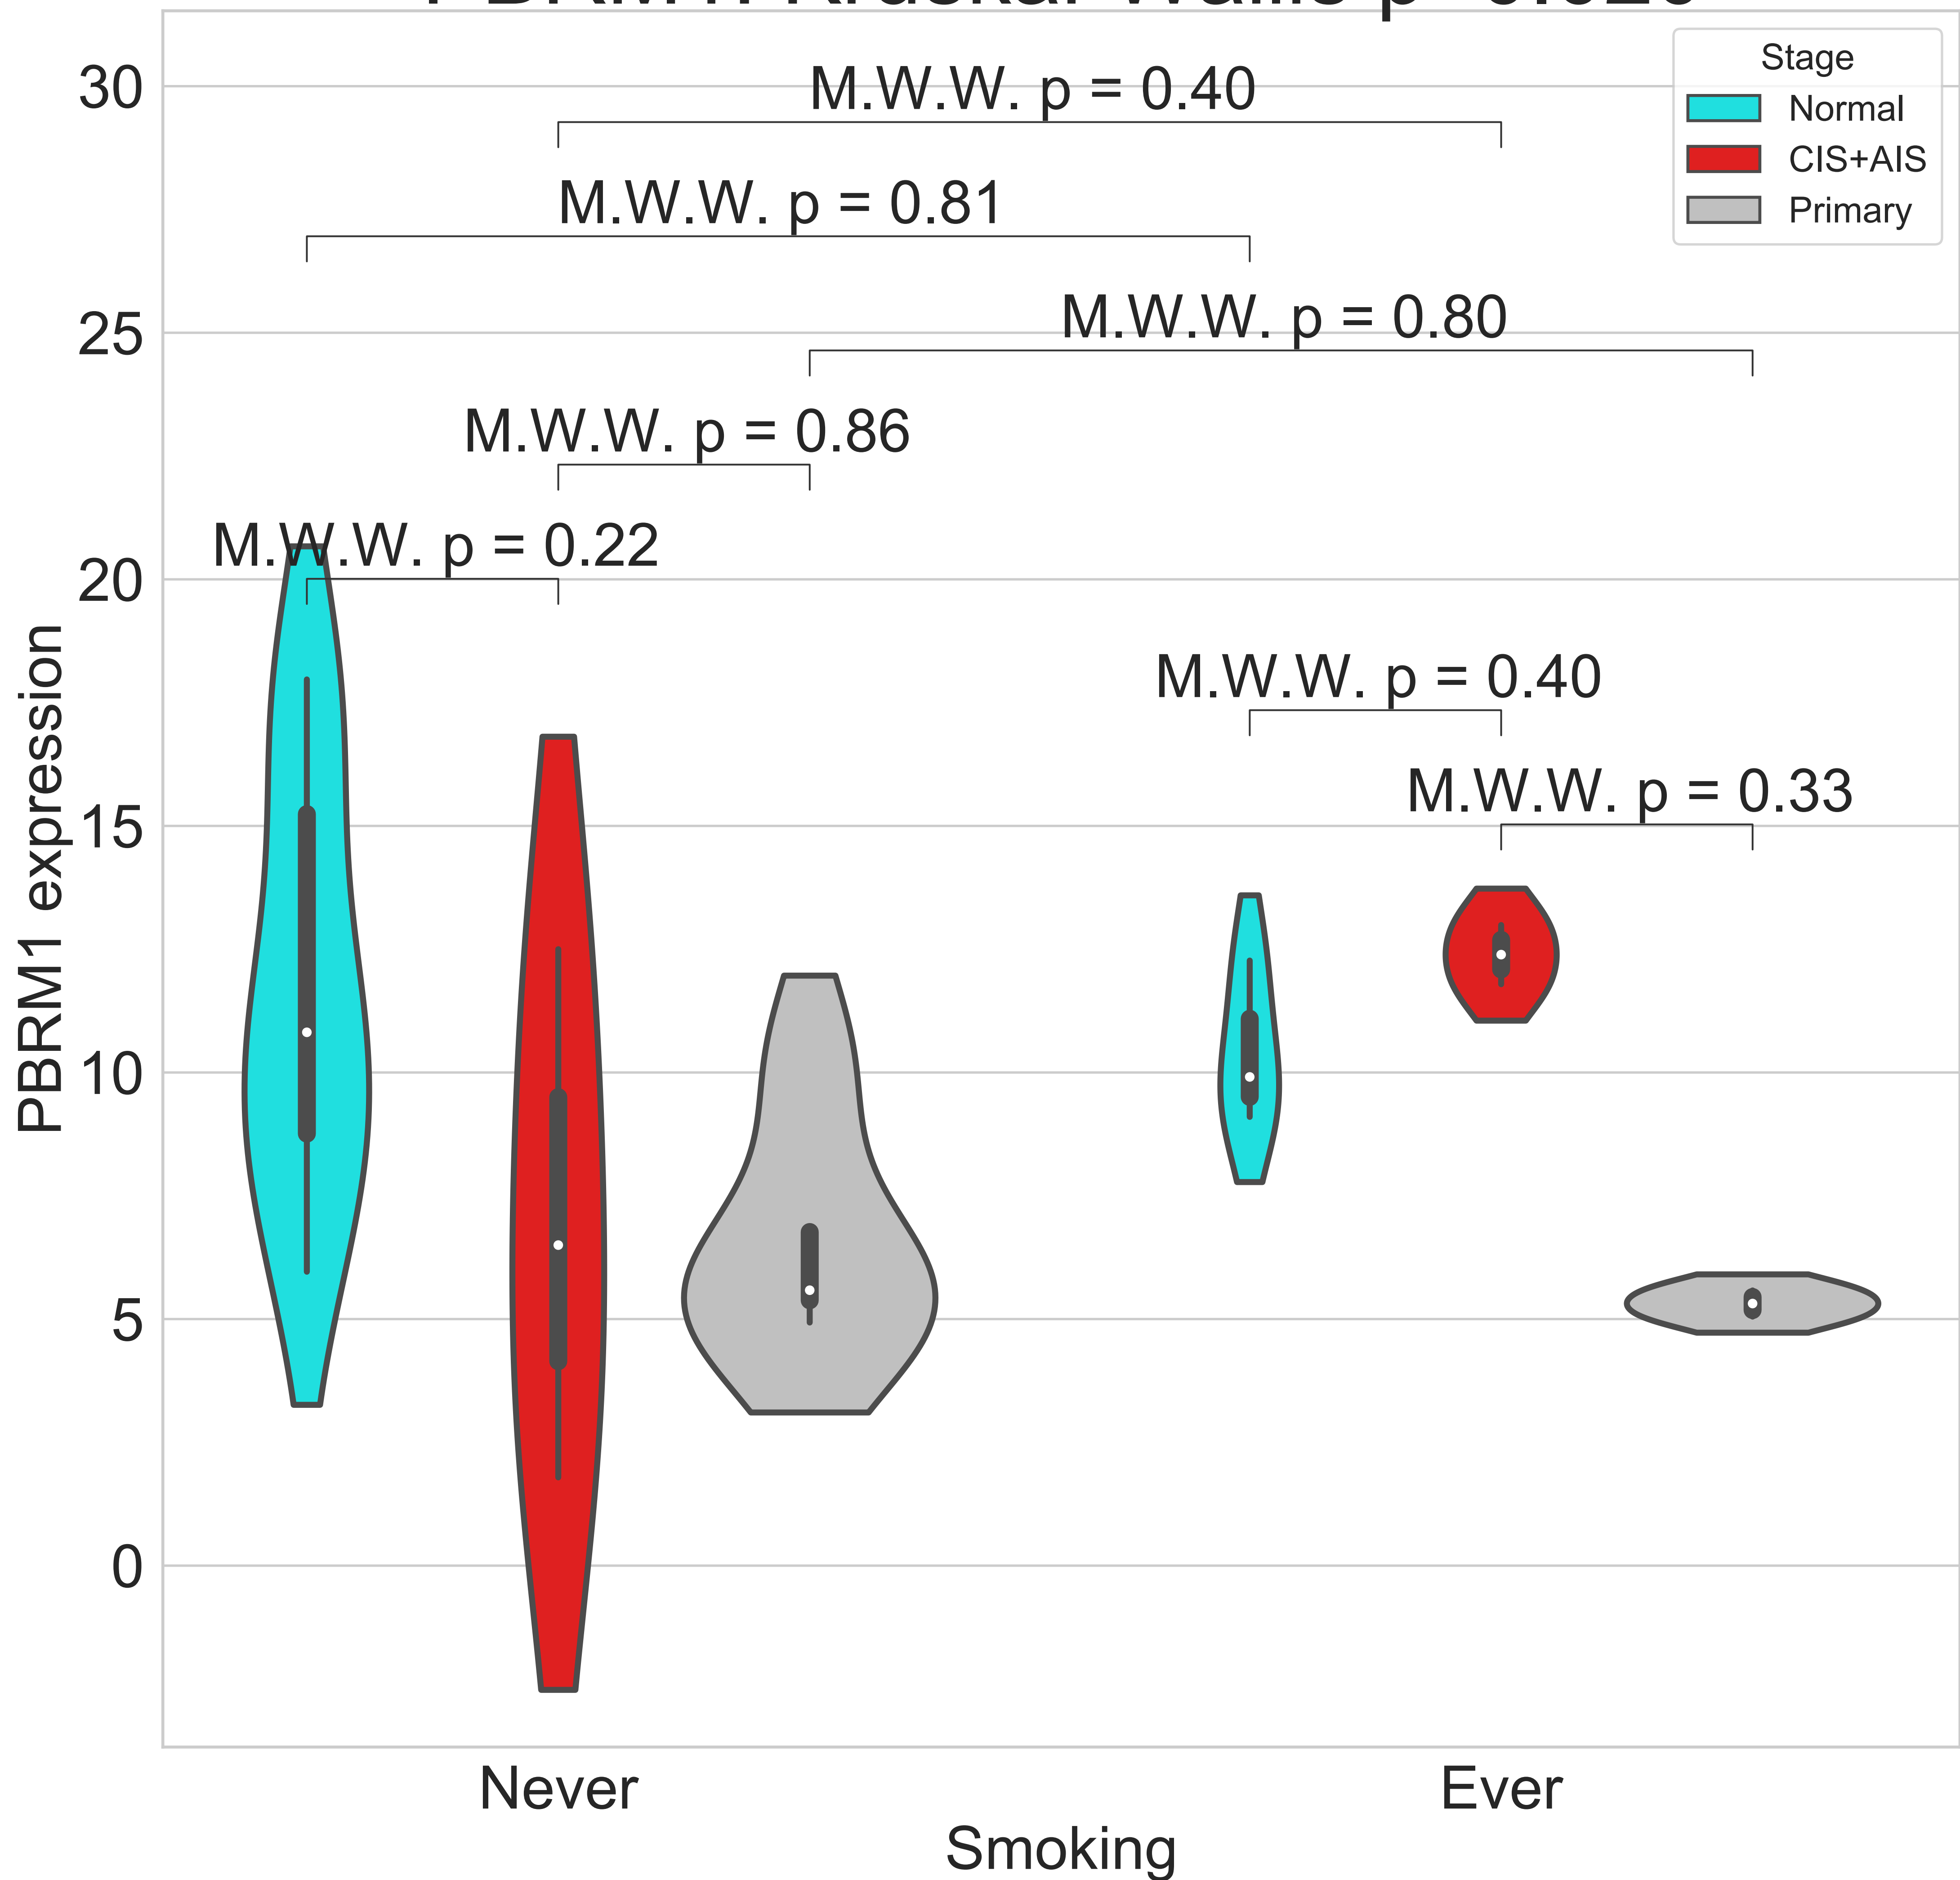 30
25
20
15
10
5
0
PBRM1 expression
M.W.W. p = 0.40
M.W.W. p = 0.81
M.W.W. p = 0.80
M.W.W. p = 0.86
M.W.W. p = 0.22
M.W.W. p = 0.40
M.W.W. p = 0.33
Stage
Normal
CIS+AIS
Primary
Never
Ever
Smoking